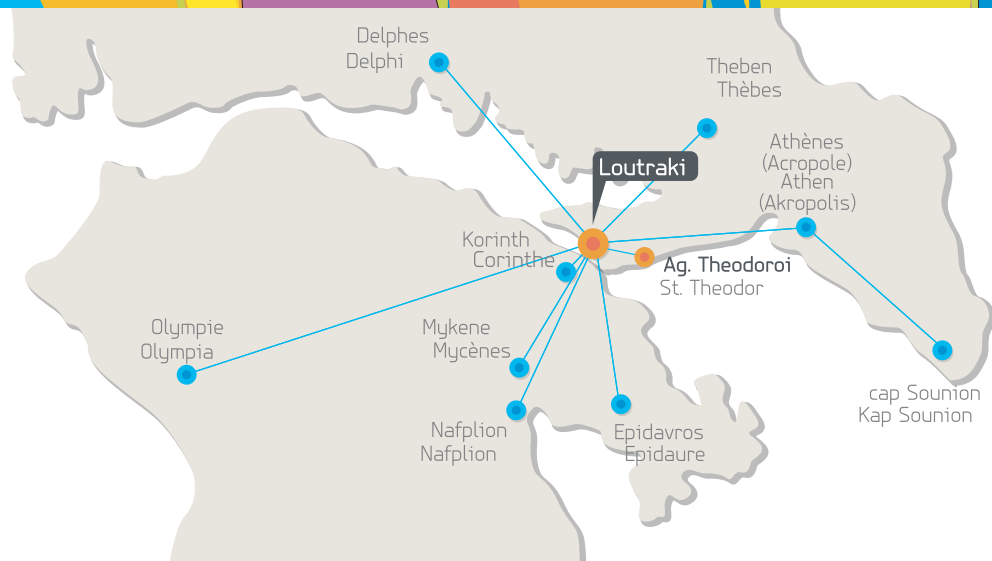 Delphes
Delphi
Theben
Thèbes
Athènes
(Acropole)
Athen
(Akropolis)
Loutraki
Korinth
Corinthe
Ag. Theodoroi
St. Theodor
Olympie
Olympia
Mykene
Mycènes
cap Sounion
Kap Sounion
Nafplion
Nafplion
Epidavros
Epidaure